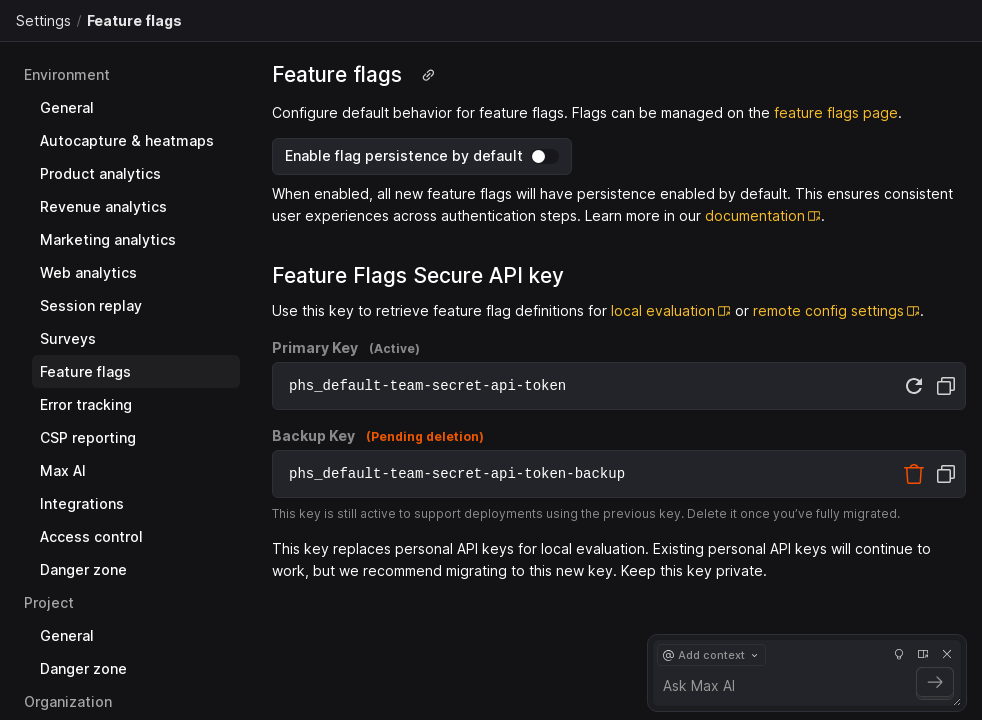 Settings / Feature flags
Environment
General
Autocapture & heatmaps
Product analytics
Revenue analytics
Marketing analytics
Web analytics
Session replay
Surveys
Feature flags
Error tracking
CSP reporting
Max AI
Integrations
Access control
Danger zone
Project
General
Danger zone
Organization
Feature flags
Configure default behavior for feature flags. Flags can be managed on the feature flags page.
Enable flag persistence by default
When enabled, all new feature flags will have persistence enabled by default. This ensures consistent
user experiences across authentication steps. Learn more in our documentation.
Feature Flags Secure API key
Use this key to retrieve feature flag definitions for local evaluation or remote config settings.
Primary Key (Active)
phs_default-team-secret-api-token
Backup Key (Pending deletion)
phs_default-team-secret-api-token-backup
This key is still active to support deployments using the previous key. Delete it once you've fully migrated.
This key replaces personal API keys for local evaluation. Existing personal API keys will continue to
work, but we recommend migrating to this new key. Keep this key private.
@ Add context
Ask Max AI